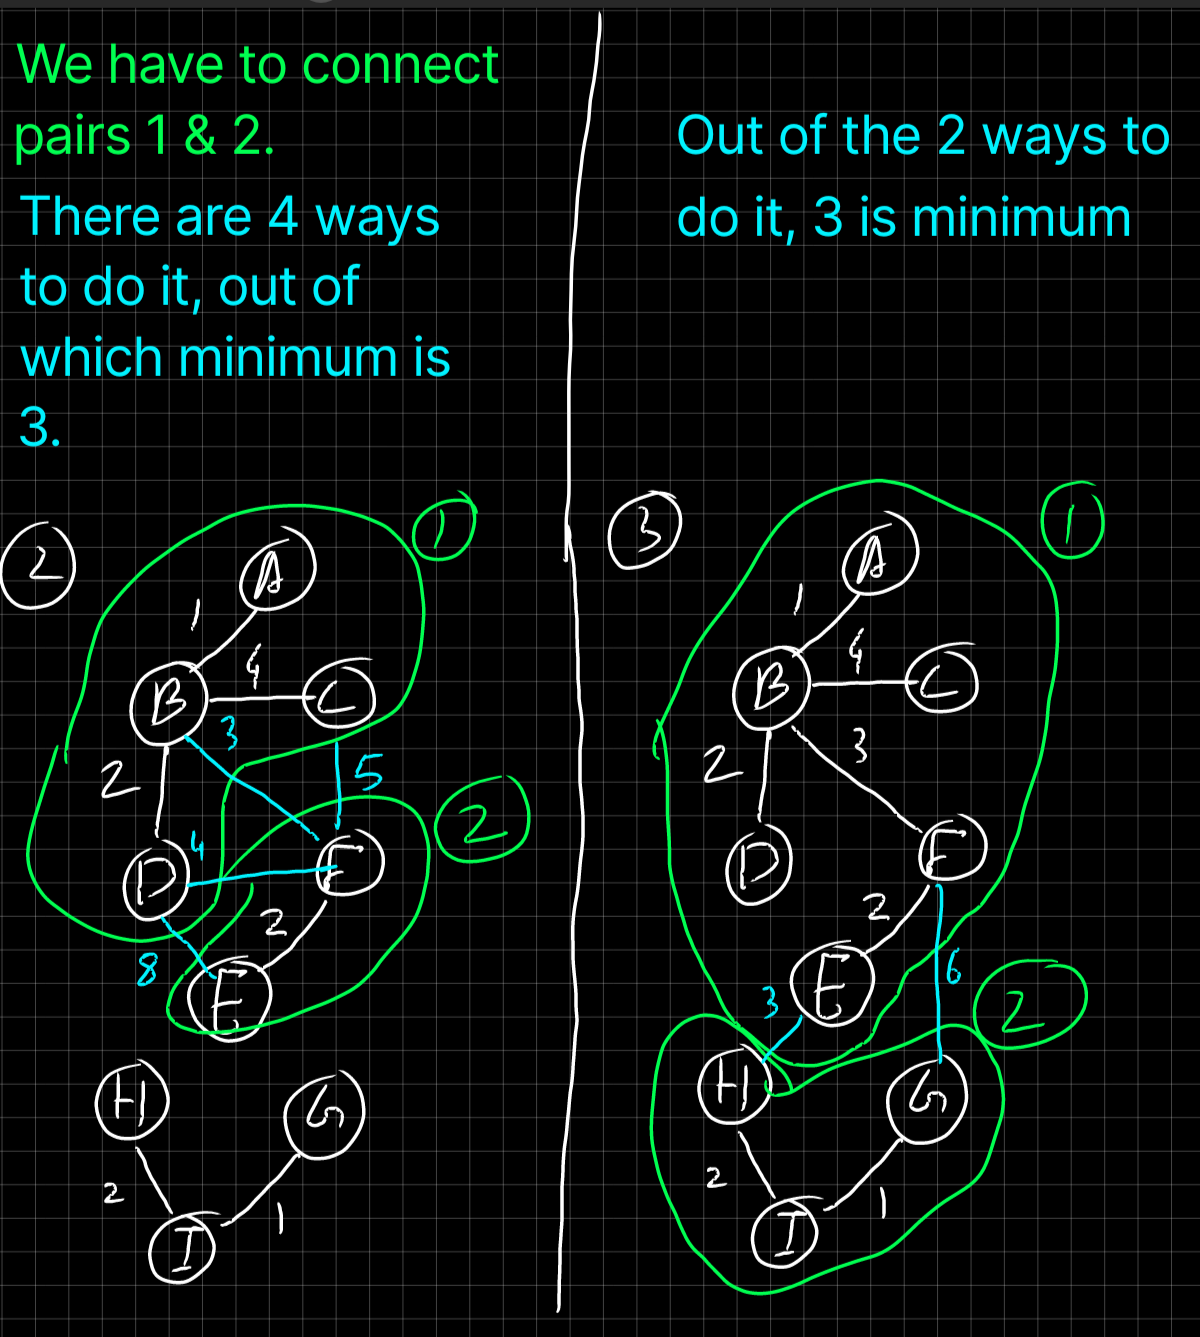 We have to connect
pairs 1 & 2.
There are 4 ways
to do it, out of
which minimum is
3.
2
1
A
1
4
B
C
3
5
2
2
4
D
F
2
8
E
H
G
2
1
I
Out of the 2 ways to
do it, 3 is minimum
3
1
A
1
4
B
C
3
2
D
F
2
E
6
3
2
H
G
2
1
I